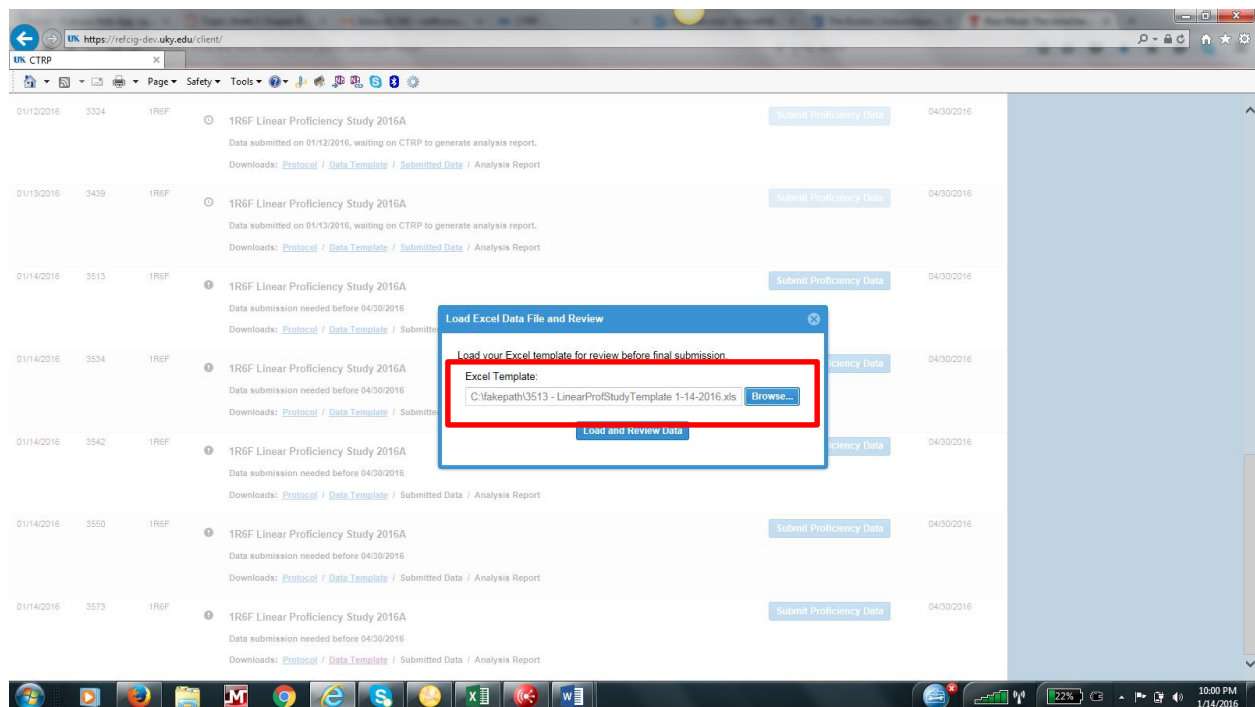 UK https://refcig-dev.uky.edu/client/
UK CTRP
Page Safety Tools
01/12/2016 3324 1R6F 1R6F Linear Proficiency Study 2016A Submit Proficiency Data 04/30/2016
Data submitted on 01/12/2016, waiting on CTRP to generate analysis report.
Downloads: Protocol / Data Template / Submitted Data / Analysis Report
01/13/2016 3439 1R6F 1R6F Linear Proficiency Study 2016A Submit Proficiency Data 04/30/2016
Data submitted on 01/13/2016, waiting on CTRP to generate analysis report.
Downloads: Protocol / Data Template / Submitted Data / Analysis Report
01/14/2016 3513 1R6F 1R6F Linear Proficiency Study 2016A Submit Proficiency Data 04/30/2016
Data submission needed before 04/30/2016
Downloads: Protocol / Data Template / Submitte
Load Excel Data File and Review
Load your Excel template for review before final submission.
Excel Template:
C:\fakepath\3513 - LinearProfStudyTemplate 1-14-2016.xls Browse...
Load and Review Data
01/14/2016 3534 1R6F 1R6F Linear Proficiency Study 2016A ciency Data 04/30/2016
Data submission needed before 04/30/2016
Downloads: Protocol / Data Template / Submitte
01/14/2016 3542 1R6F 1R6F Linear Proficiency Study 2016A ciency Data 04/30/2016
Data submission needed before 04/30/2016
Downloads: Protocol / Data Template / Submitted Data / Analysis Report
01/14/2016 3550 1R6F 1R6F Linear Proficiency Study 2016A Submit Proficiency Data 04/30/2016
Data submission needed before 04/30/2016
Downloads: Protocol / Data Template / Submitted Data / Analysis Report
01/14/2016 3573 1R6F 1R6F Linear Proficiency Study 2016A Submit Proficiency Data 04/30/2016
Data submission needed before 04/30/2016
Downloads: Protocol / Data Template / Submitted Data / Analysis Report
22%
10:00 PM
1/14/2016